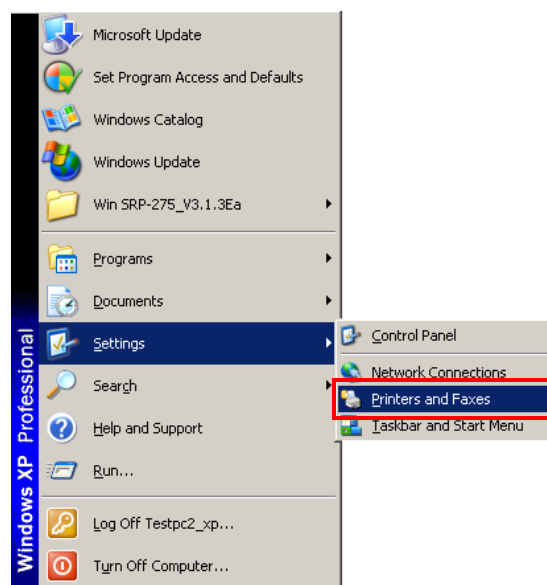 Microsoft Update
Set Program Access and Defaults
Windows Catalog
Windows Update
Win SRP-275_V3.1.3Ea
Programs
Documents
Settings
Search
Help and Support
Run...
Log Off Testpc2_xp...
Turn Off Computer...
Windows XP Professional
Control Panel
Network Connections
Printers and Faxes
Taskbar and Start Menu